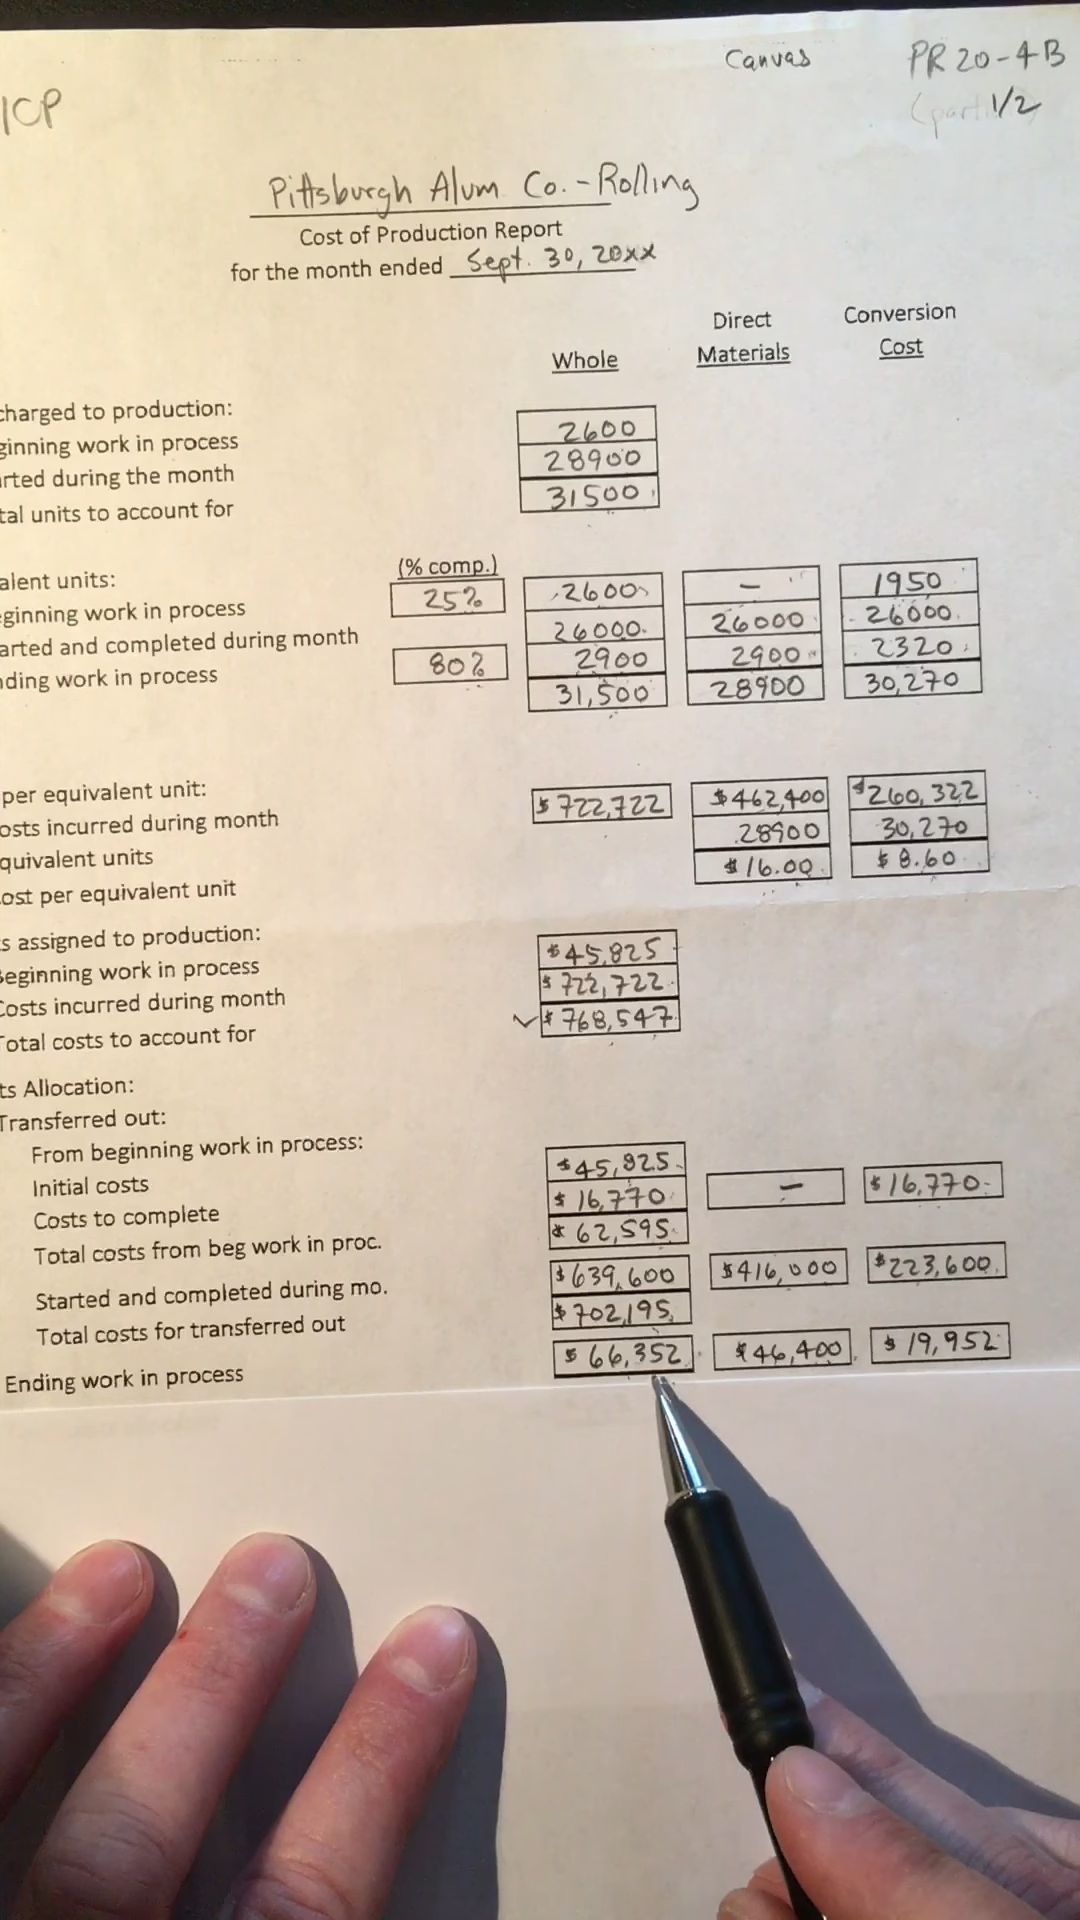 Canvas PR 20-4B
ICP (part 1/2
Pittsburgh Alum Co.-Rolling
Cost of Production Report
for the month ended Sept. 30, 20xx
Whole Direct Materials Conversion Cost
charged to production:
ginning work in process 2600
rted during the month 28900
tal units to account for 31500
alent units: (% comp.)
ginning work in process 25% 2600 - 1950
arted and completed during month 26000 26000 26000
nding work in process 80% 2900 2900 2320
31,500 28900 30,270
per equivalent unit:
osts incurred during month $722,722 $462,400 $260,322
quivalent units 28900 30,270
ost per equivalent unit $16.00 $8.60
s assigned to production:
Beginning work in process $45,825
Costs incurred during month $722,722
Total costs to account for ✓ $768,547
ts Allocation:
Transferred out:
From beginning work in process:
Initial costs $45,825
Costs to complete $16,770 - $16,770
Total costs from beg work in proc. $62,595
Started and completed during mo. $639,600 $416,000 $223,600
Total costs for transferred out $702,195
Ending work in process $66,352 $46,400 $19,952